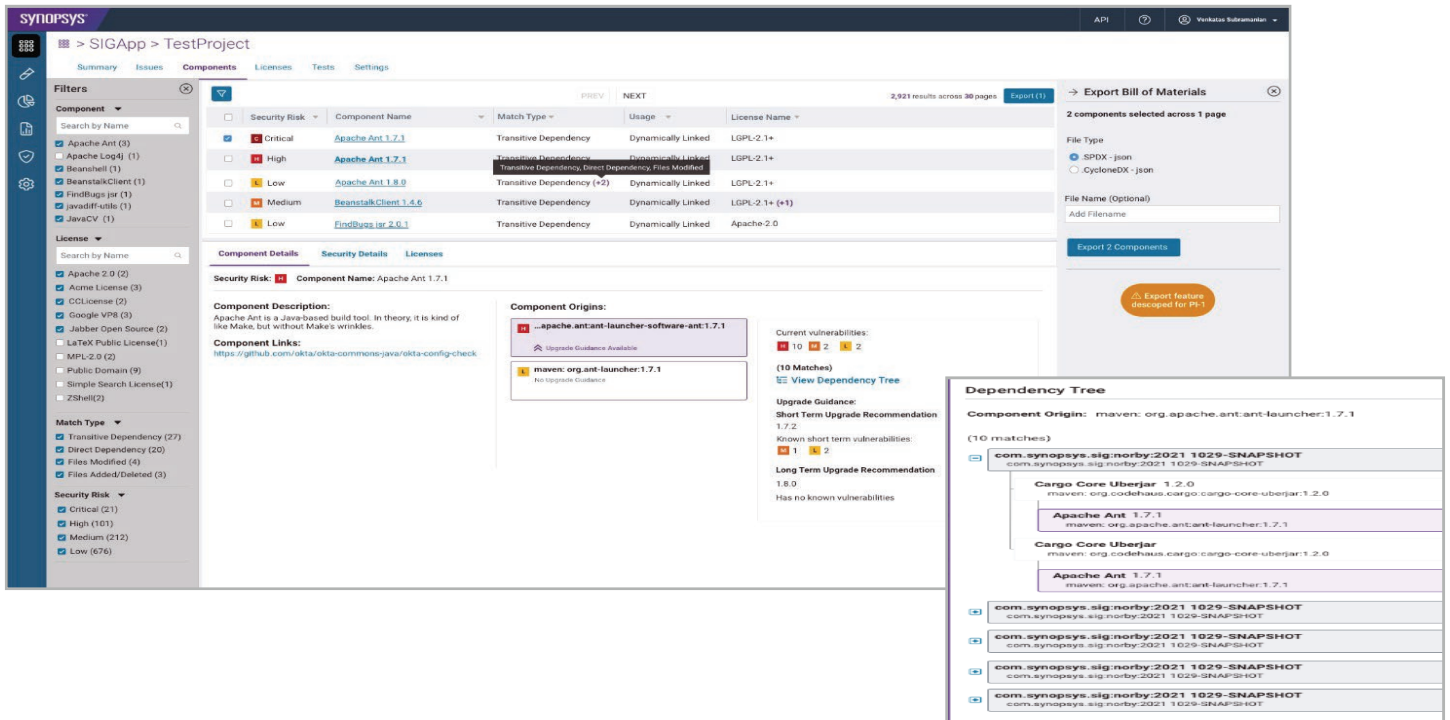 SYNOPSYS
API
Venkatas Subramanian
> SIGApp > TestProject
Summary Issues Components Licenses Tests Settings
Filters
Component
Search by Name
Apache Ant (3)
Apache Log4j (1)
Beanshell (1)
BeanstalkClient (1)
FindBugs jsr (1)
javadiff-utils (1)
JavaCV (1)
License
Search by Name
Apache 2.0 (2)
Acme License (3)
CCLicense (2)
Google VP8 (3)
Jabber Open Source (2)
LaTeX Public License(1)
MPL-2.0 (2)
Public Domain (9)
Simple Search License(1)
ZShell(2)
Match Type
Transitive Dependency (27)
Direct Dependency (20)
Files Modified (4)
Files Added/Deleted (3)
Security Risk
Critical (21)
High (101)
Medium (212)
Low (676)
PREV NEXT 2,921 results across 30 pages Export (1)
Security Risk Component Name Match Type Usage License Name
C Critical Apache Ant 1.7.1 Transitive Dependency Dynamically Linked LGPL-2.1+
H High Apache Ant 1.7.1 Transitive Dependency Dynamically Linked LGPL-2.1+
Transitive Dependency, Direct Dependency, Files Modified
L Low Apache Ant 1.8.0 Transitive Dependency (+2) Dynamically Linked LGPL-2.1+
M Medium BeanstalkClient 1.4.6 Transitive Dependency Dynamically Linked LGPL-2.1+ (+1)
L Low FindBugs jsr 2.0.1 Transitive Dependency Dynamically Linked Apache-2.0
Component Details Security Details Licenses
Security Risk: H Component Name: Apache Ant 1.7.1
Component Description:
Apache Ant is a Java-based build tool. In theory, it is kind of
like Make, but without Make's wrinkles.
Component Links:
https://github.com/okta/okta-commons-java/okta-config-check
Component Origins:
H ...apache.ant:ant-launcher-software-ant:1.7.1
Upgrade Guidance Available
L maven: org.ant-launcher:1.7.1
No Upgrade Guidance
Current vulnerabilities:
H 10 M 2 L 2
(10 Matches)
View Dependency Tree
Upgrade Guidance:
Short Term Upgrade Recommendation
1.7.2
Known short term vulnerabilities:
M 1 L 2
Long Term Upgrade Recommendation
1.8.0
Has no known vulnerabilities
Export Bill of Materials
2 components selected across 1 page
File Type
.SPDX - json
.CycloneDX - json
File Name (Optional)
Add Filename
Export 2 Components
Export feature
descoped for PI-1
Dependency Tree
Component Origin: maven: org.apache.ant:ant-launcher:1.7.1
(10 matches)
com.synopsys.sig:norby:2021 1029-SNAPSHOT
com.synopsys.sig:norby:2021 1029-SNAPSHOT
Cargo Core Uberjar 1.2.0
maven: org.codehaus.cargo:cargo-core-uberjar:1.2.0
Apache Ant 1.7.1
maven: org.apache.ant:ant-launcher:1.7.1
Cargo Core Uberjar
maven: org.codehaus.cargo:cargo-core-uberjar:1.2.0
Apache Ant 1.7.1
maven: org.apache.ant:ant-launcher:1.7.1
com.synopsys.sig:norby:2021 1029-SNAPSHOT
com.synopsys.sig:norby:2021 1029-SNAPSHOT
com.synopsys.sig:norby:2021 1029-SNAPSHOT
com.synopsys.sig:norby:2021 1029-SNAPSHOT
com.synopsys.sig:norby:2021 1029-SNAPSHOT
com.synopsys.sig:norby:2021 1029-SNAPSHOT
com.synopsys.sig:norby:2021 1029-SNAPSHOT
com.synopsys.sig:norby:2021 1029-SNAPSHOT